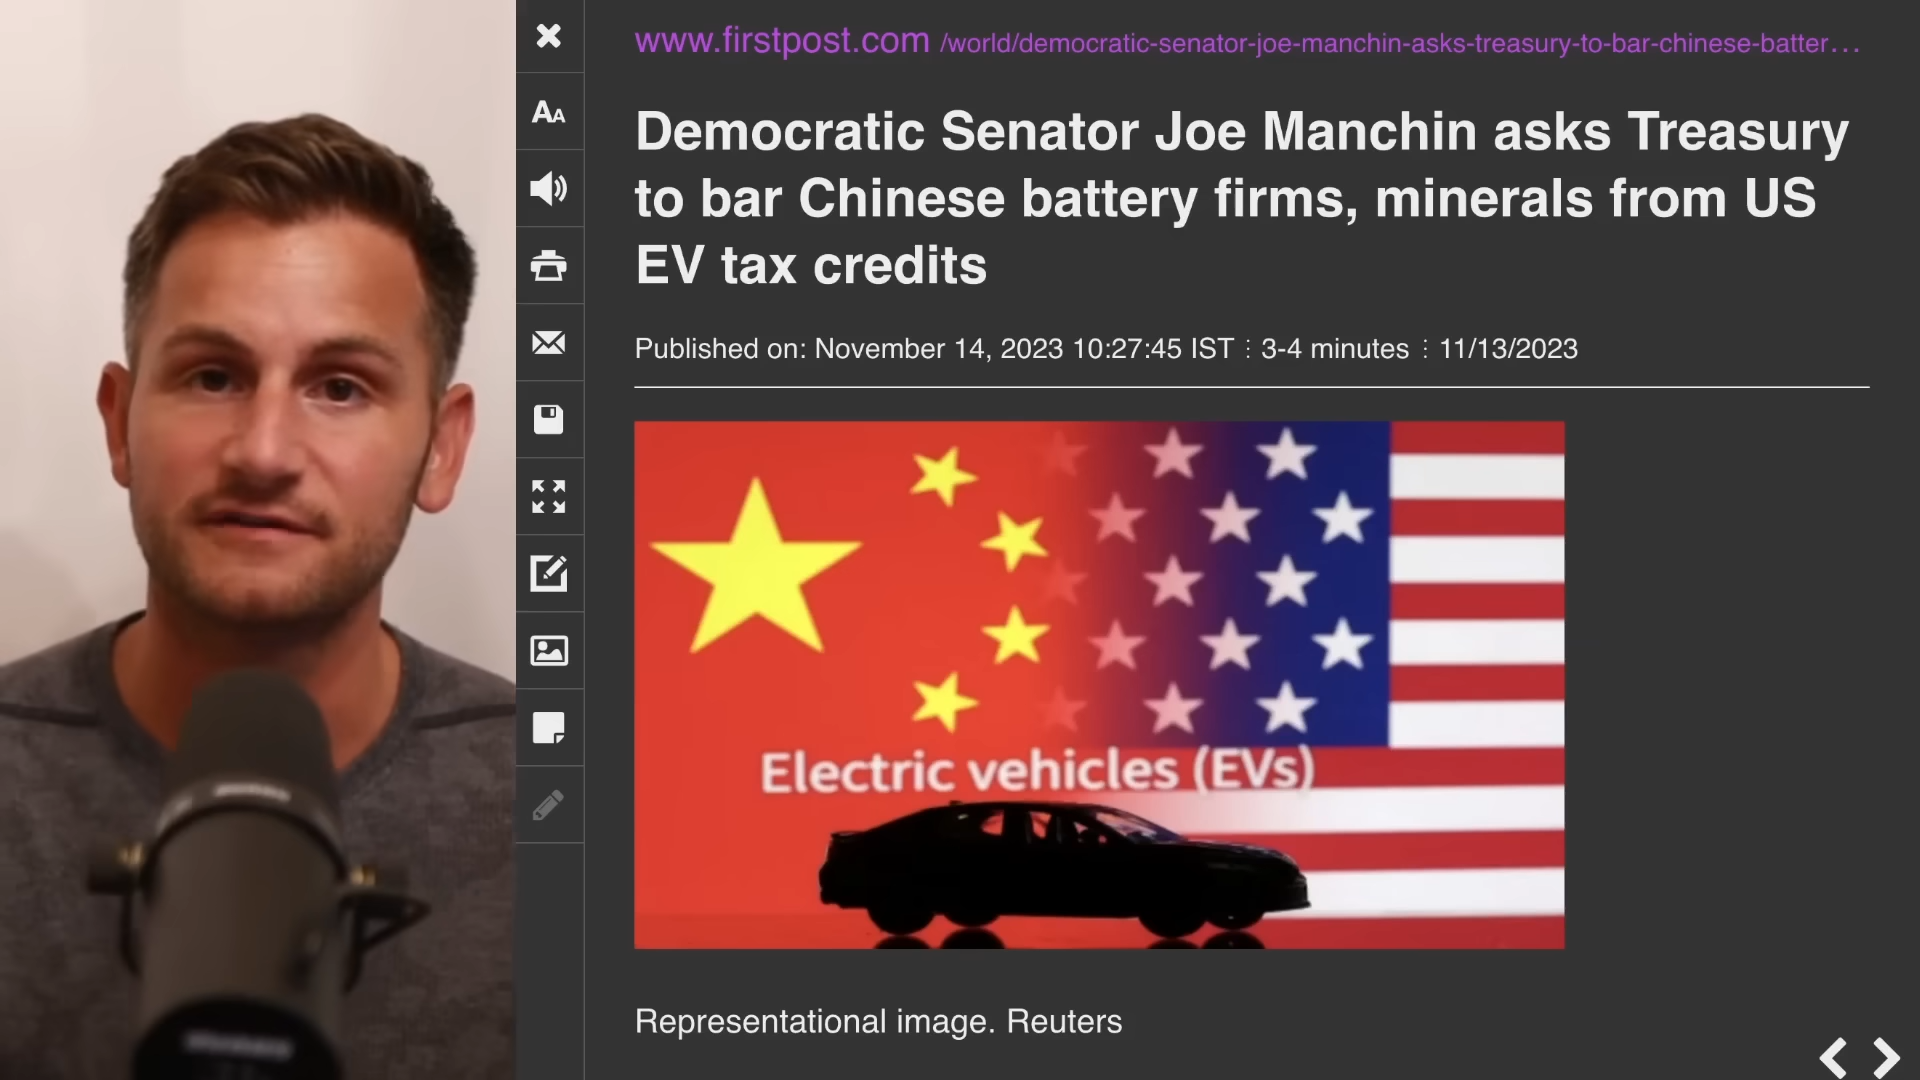 www.firstpost.com /world/democratic-senator-joe-manchin-asks-treasury-to-bar-chinese-batter...
Democratic Senator Joe Manchin asks Treasury
to bar Chinese battery firms, minerals from US
EV tax credits
Published on: November 14, 2023 10:27:45 IST ⋮ 3-4 minutes ⋮ 11/13/2023
AA
Electric vehicles (EVs)
Representational image. Reuters